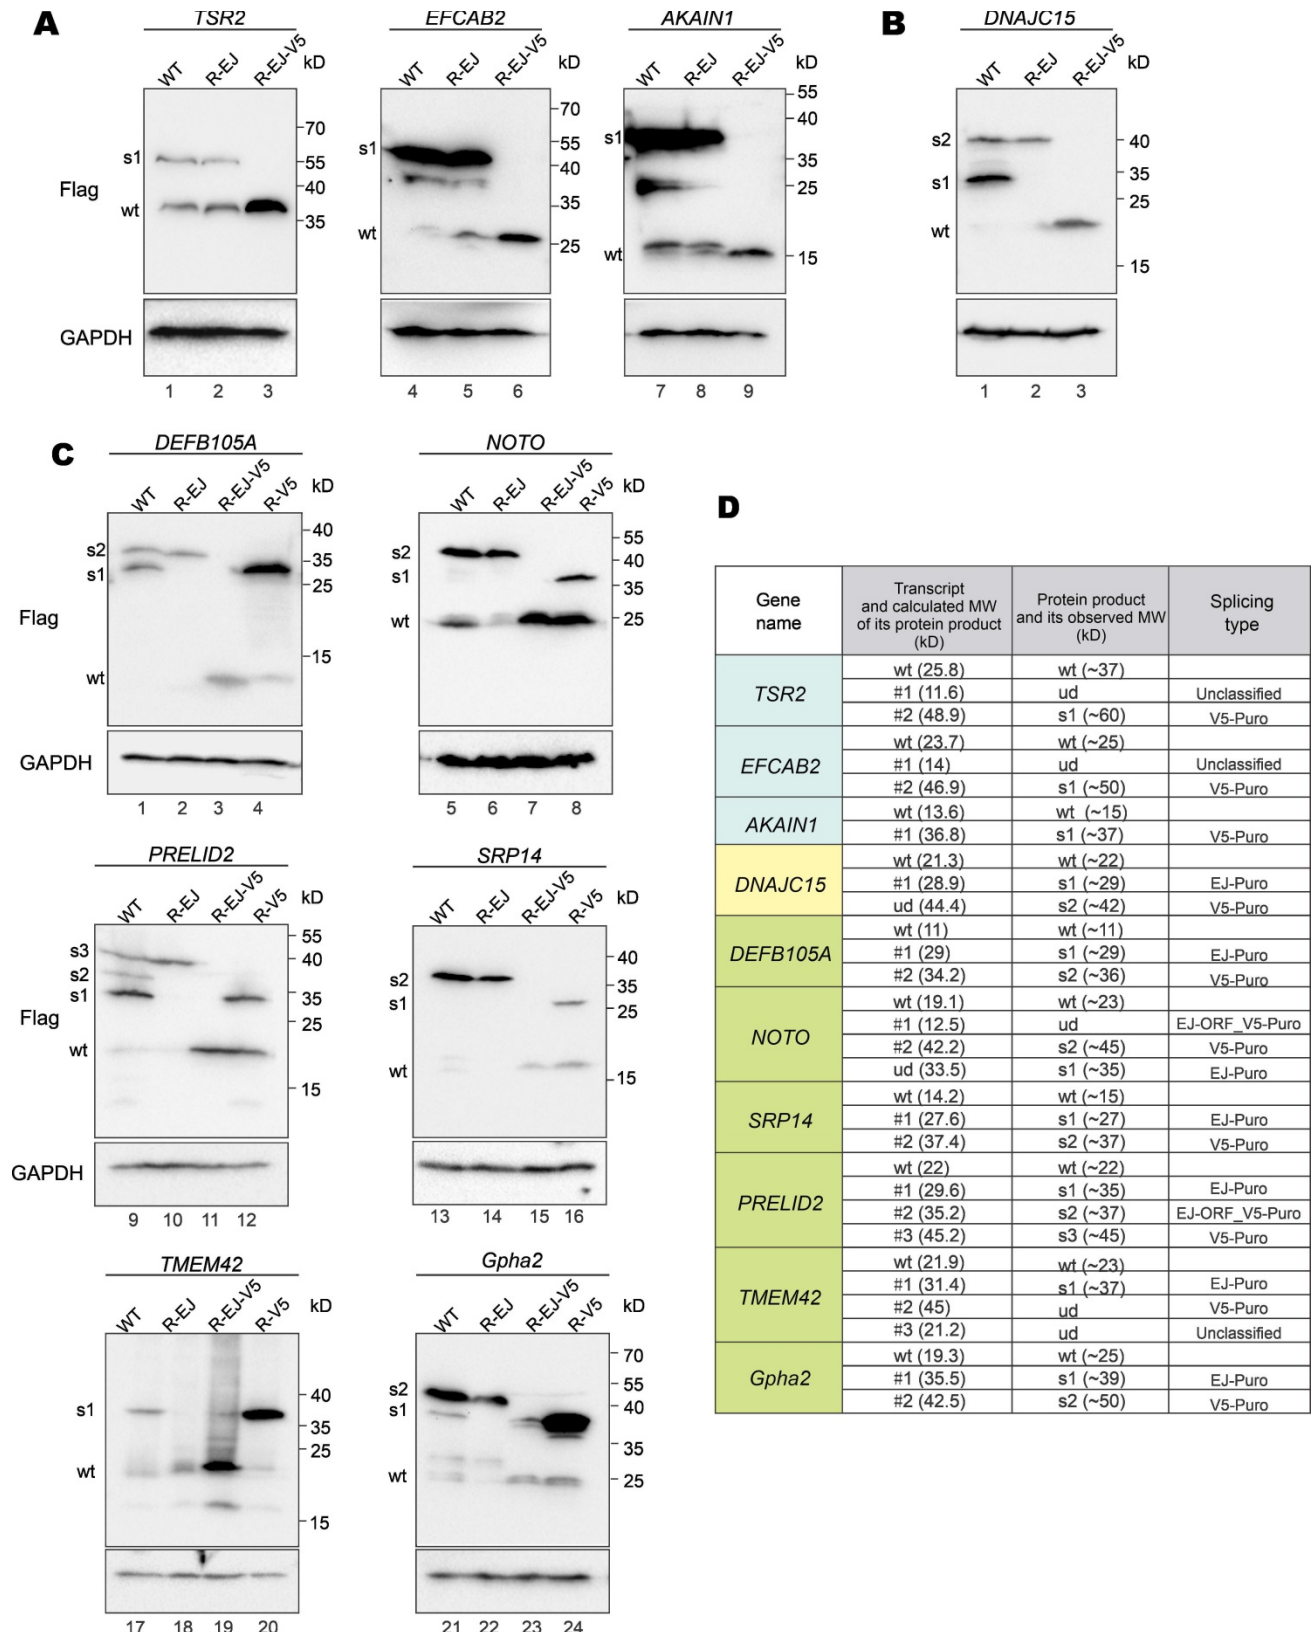 A
TSR2
EFCAB2
AKAIN1
WT R-EJ R-EJ-V5 kD
WT R-EJ R-EJ-V5 kD
WT R-EJ R-EJ-V5 kD
Flag
s1
wt
70
55
40
35
s1
wt
70
55
40
35
25
s1
wt
55
40
35
25
15
GAPDH
1 2 3
4 5 6
7 8 9
B
DNAJC15
WT R-EJ R-EJ-V5 kD
s2
s1
wt
40
35
25
15
1 2 3
C
DEFB105A
NOTO
WT R-EJ R-EJ-V5 R-V5 kD
WT R-EJ R-EJ-V5 R-V5 kD
Flag
s2
s1
wt
40
35
25
15
s2
s1
wt
55
40
35
25
GAPDH
1 2 3 4
5 6 7 8
PRELID2
SRP14
WT R-EJ R-EJ-V5 R-V5 kD
WT R-EJ R-EJ-V5 R-V5 kD
Flag
s3
s2
s1
wt
55
40
35
25
15
s2
s1
wt
40
35
25
15
GAPDH
9 10 11 12
13 14 15 16
TMEM42
Gpha2
WT R-EJ R-EJ-V5 R-V5 kD
WT R-EJ R-EJ-V5 R-V5 kD
s1
wt
40
35
25
15
s2
s1
wt
70
55
40
35
25
17 18 19 20
21 22 23 24
D
Gene name
Transcript and calculated MW of its protein product (kD)
Protein product and its observed MW (kD)
Splicing type
TSR2
wt (25.8) wt (~37)
#1 (11.6) ud Unclassified
#2 (48.9) s1 (~60) V5-Puro
EFCAB2
wt (23.7) wt (~25)
#1 (14) ud Unclassified
#2 (46.9) s1 (~50) V5-Puro
AKAIN1
wt (13.6) wt (~15)
#1 (36.8) s1 (~37) V5-Puro
DNAJC15
wt (21.3) wt (~22)
#1 (28.9) s1 (~29) EJ-Puro
ud (44.4) s2 (~42) V5-Puro
DEFB105A
wt (11) wt (~11)
#1 (29) s1 (~29) EJ-Puro
#2 (34.2) s2 (~36) V5-Puro
NOTO
wt (19.1) wt (~23)
#1 (12.5) ud EJ-ORF_V5-Puro
#2 (42.2) s2 (~45) V5-Puro
ud (33.5) s1 (~35) EJ-Puro
SRP14
wt (14.2) wt (~15)
#1 (27.6) s1 (~27) EJ-Puro
#2 (37.4) s2 (~37) V5-Puro
PRELID2
wt (22) wt (~22)
#1 (29.6) s1 (~35) EJ-Puro
#2 (35.2) s2 (~37) EJ-ORF_V5-Puro
#3 (45.2) s3 (~45) V5-Puro
TMEM42
wt (21.9) wt (~23)
#1 (31.4) s1 (~37) EJ-Puro
#2 (45) ud V5-Puro
#3 (21.2) ud Unclassified
Gpha2
wt (19.3) wt (~25)
#1 (35.5) s1 (~39) EJ-Puro
#2 (42.5) s2 (~50) V5-Puro